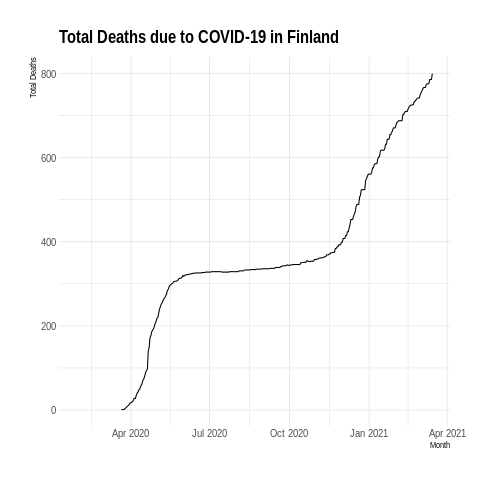 Total Deaths due to COVID-19 in Finland
Total Deaths
800
600
400
200
0
Apr 2020 Jul 2020 Oct 2020 Jan 2021 Apr 2021
Month